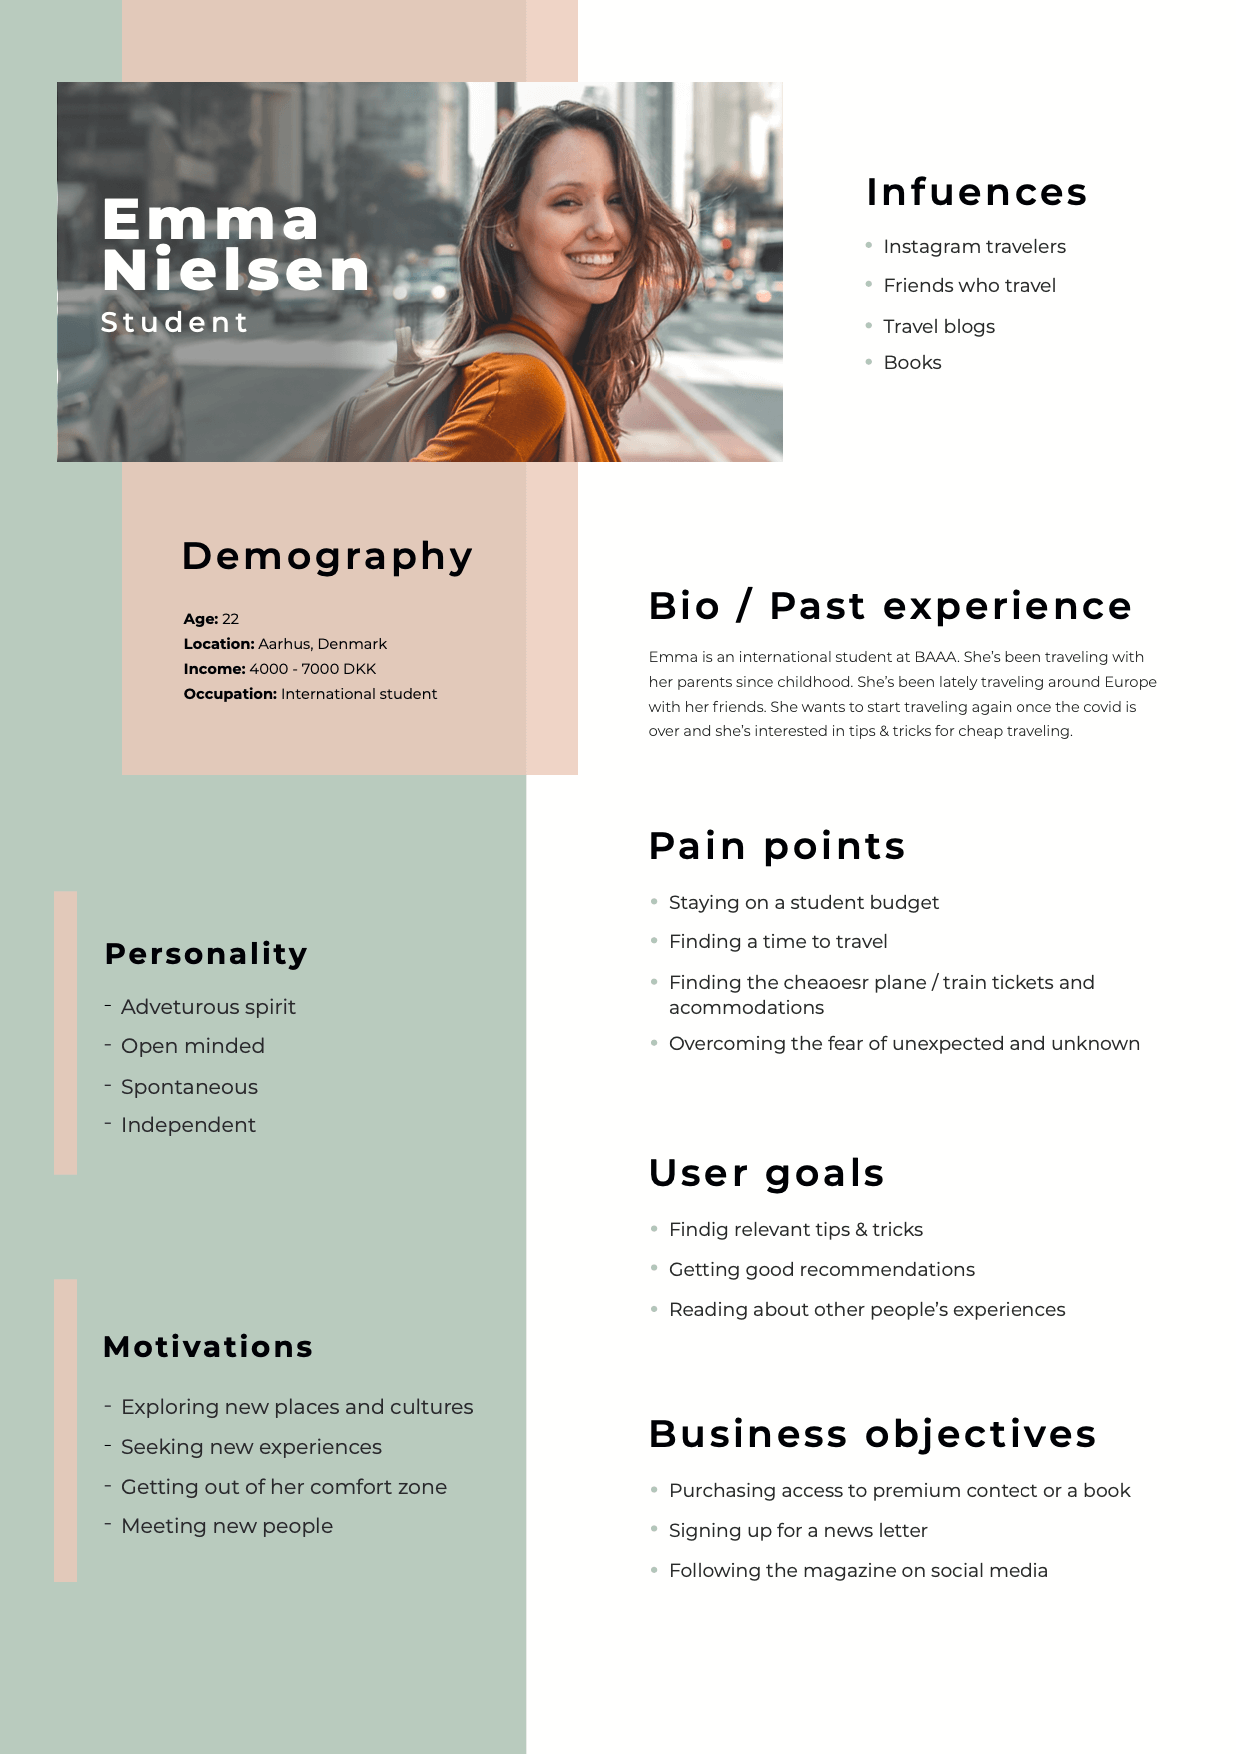 Emma
Nielsen
Student
Infuences
• Instagram travelers
• Friends who travel
• Travel blogs
• Books
Demography
Age: 22
Location: Aarhus, Denmark
Income: 4000 - 7000 DKK
Occupation: International student
Bio / Past experience
Emma is an international student at BAAA. She's been traveling with
her parents since childhood. She's been lately traveling around Europe
with her friends. She wants to start traveling again once the covid is
over and she's interested in tips & tricks for cheap traveling.
Pain points
• Staying on a student budget
• Finding a time to travel
• Finding the cheaoesr plane / train tickets and
acommodations
• Overcoming the fear of unexpected and unknown
Personality
- Adveturous spirit
- Open minded
- Spontaneous
- Independent
User goals
• Findig relevant tips & tricks
• Getting good recommendations
• Reading about other people's experiences
Motivations
- Exploring new places and cultures
- Seeking new experiences
- Getting out of her comfort zone
- Meeting new people
Business objectives
• Purchasing access to premium contect or a book
• Signing up for a news letter
• Following the magazine on social media